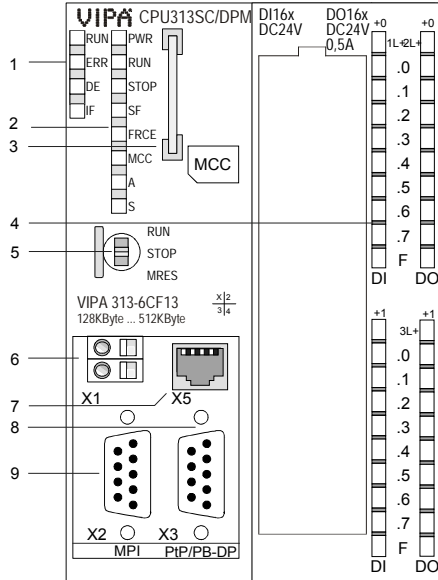 VIPA CPU313SC/DPM
RUN PWR
ERR RUN
DE STOP
IF SF
FRCE
MCC
A
S
MCC
1
2
3
4
5
6
7
8
9
RUN
STOP
MRES
VIPA 313-6CF13
128KByte ... 512KByte
X 2
3 4
X1 X5
X2 X3
MPI PtP/PB-DP
DI16x DO16x
DC24V DC24V
0,5A
+0 +0
1L+2L+
.0
.1
.2
.3
.4
.5
.6
.7
F
DI DO
+1 +1
3L+
.0
.1
.2
.3
.4
.5
.6
.7
F
DI DO